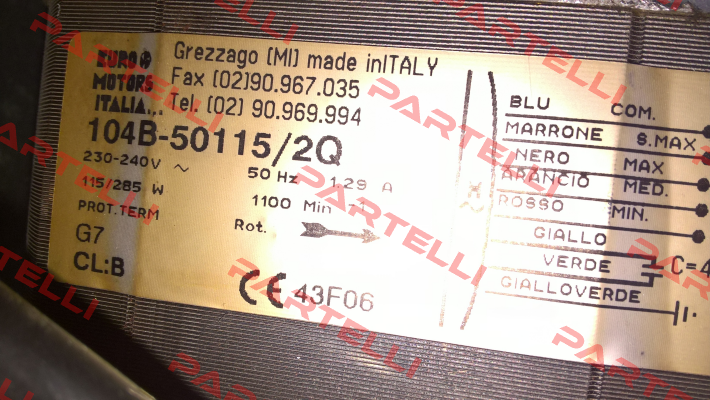 EURO MOTORS ITALIA...
Grezzago (MI) made inITALY
Fax (02)90.967.035
Tel. (02) 90.969.994
104B-50115/2Q
230-240V ~ 50 Hz 1.29 A
115/285 W 1100 Min -1
PROT.TERM Rot.
G7
CL:B
CE 43F06
BLU COM.
MARRONE S.MAX
NERO MAX
ARANCIO MED.
ROSSO MIN.
GIALLO
VERDE C=4
GIALLOVERDE
PARTELLI